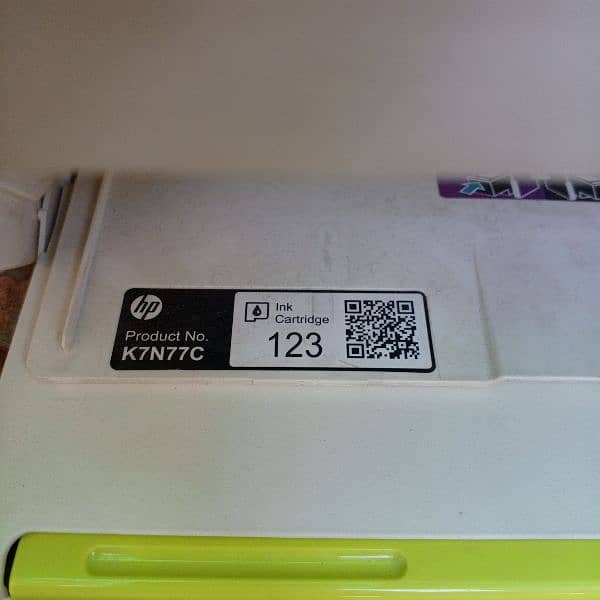 hp
Product No.
K7N77C
Ink
Cartridge
123